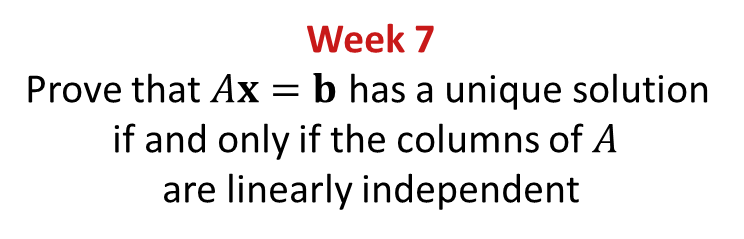 Week 7
Prove that Ax = b has a unique solution
if and only if the columns of A
are linearly independent